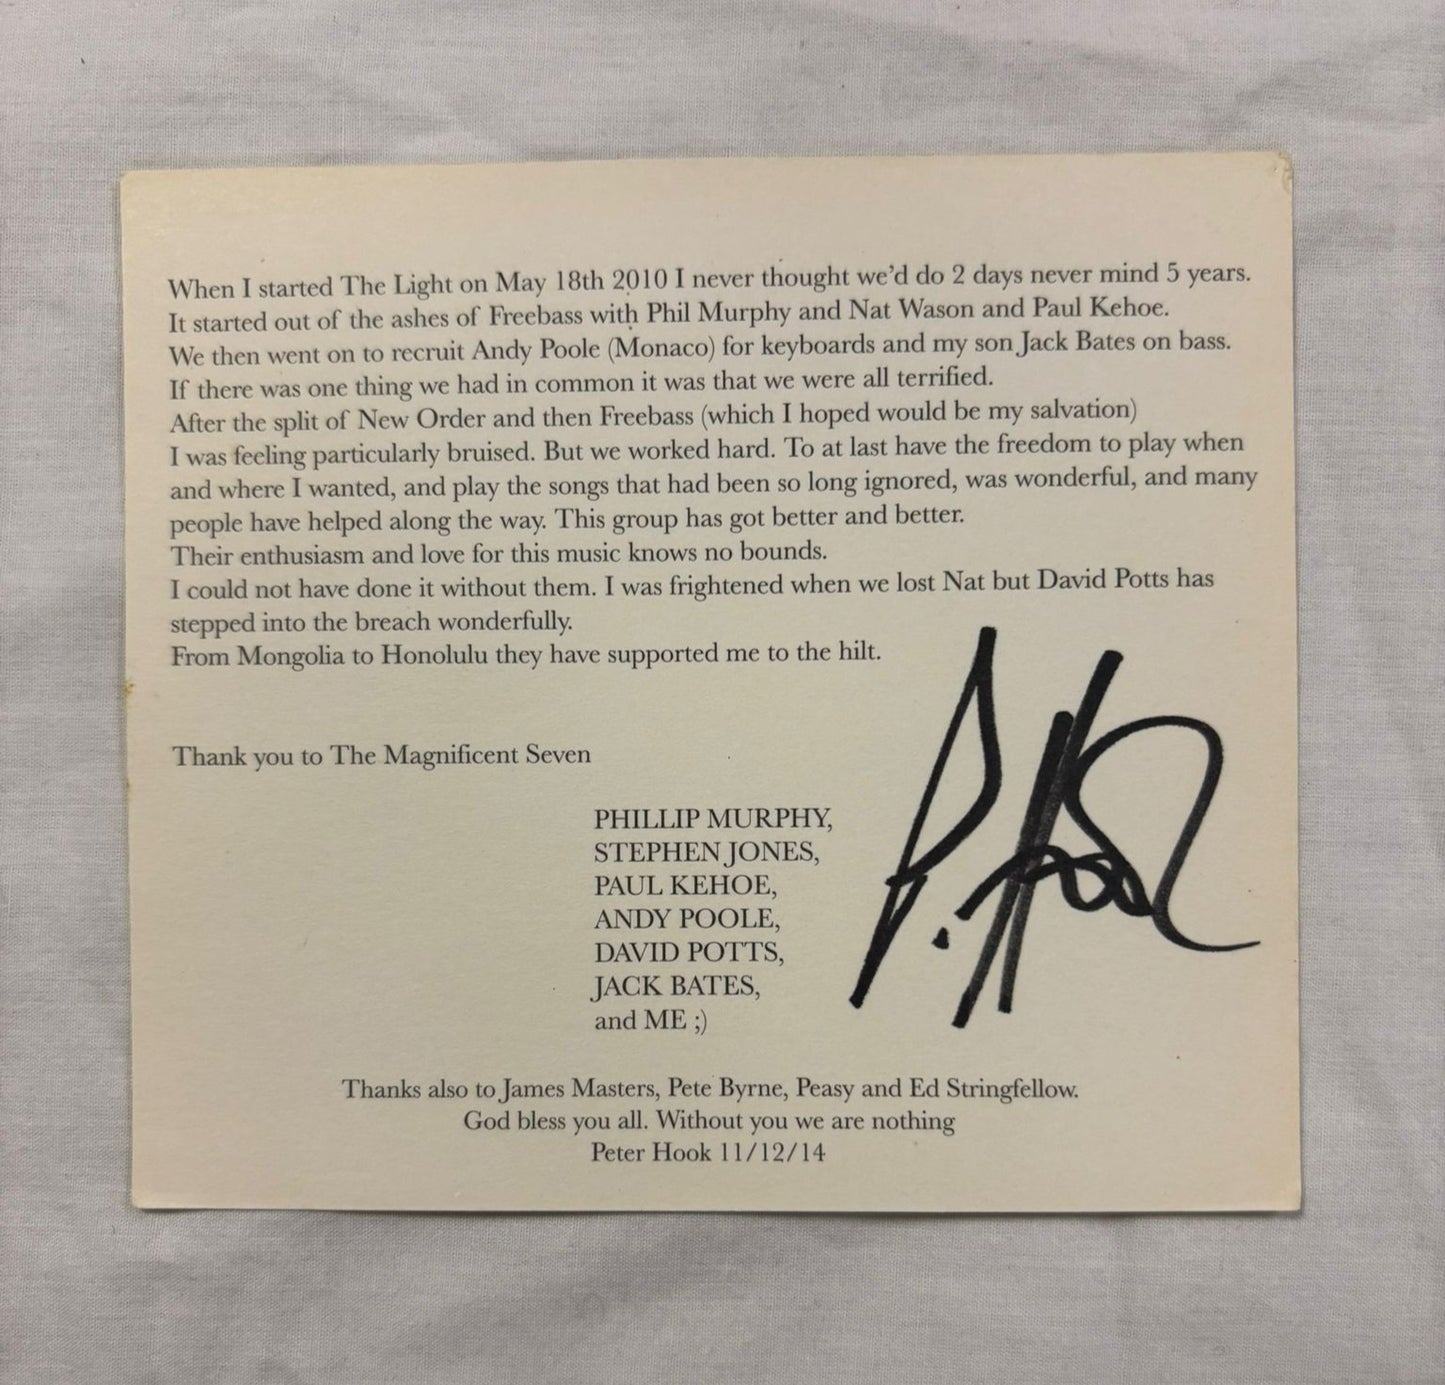 When I started The Light on May 18th 2010 I never thought we'd do 2 days never mind 5 years.
It started out of the ashes of Freebass with Phil Murphy and Nat Wason and Paul Kehoe.
We then went on to recruit Andy Poole (Monaco) for keyboards and my son Jack Bates on bass.
If there was one thing we had in common it was that we were all terrified.
After the split of New Order and then Freebass (which I hoped would be my salvation)
I was feeling particularly bruised. But we worked hard. To at last have the freedom to play when
and where I wanted, and play the songs that had been so long ignored, was wonderful, and many
people have helped along the way. This group has got better and better.
Their enthusiasm and love for this music knows no bounds.
I could not have done it without them. I was frightened when we lost Nat but David Potts has
stepped into the breach wonderfully.
From Mongolia to Honolulu they have supported me to the hilt.
Thank you to The Magnificent Seven
PHILLIP MURPHY,
STEPHEN JONES,
PAUL KEHOE,
ANDY POOLE,
DAVID POTTS,
JACK BATES,
and ME ;)
P. Hook
Thanks also to James Masters, Pete Byrne, Peasy and Ed Stringfellow.
God bless you all. Without you we are nothing
Peter Hook 11/12/14